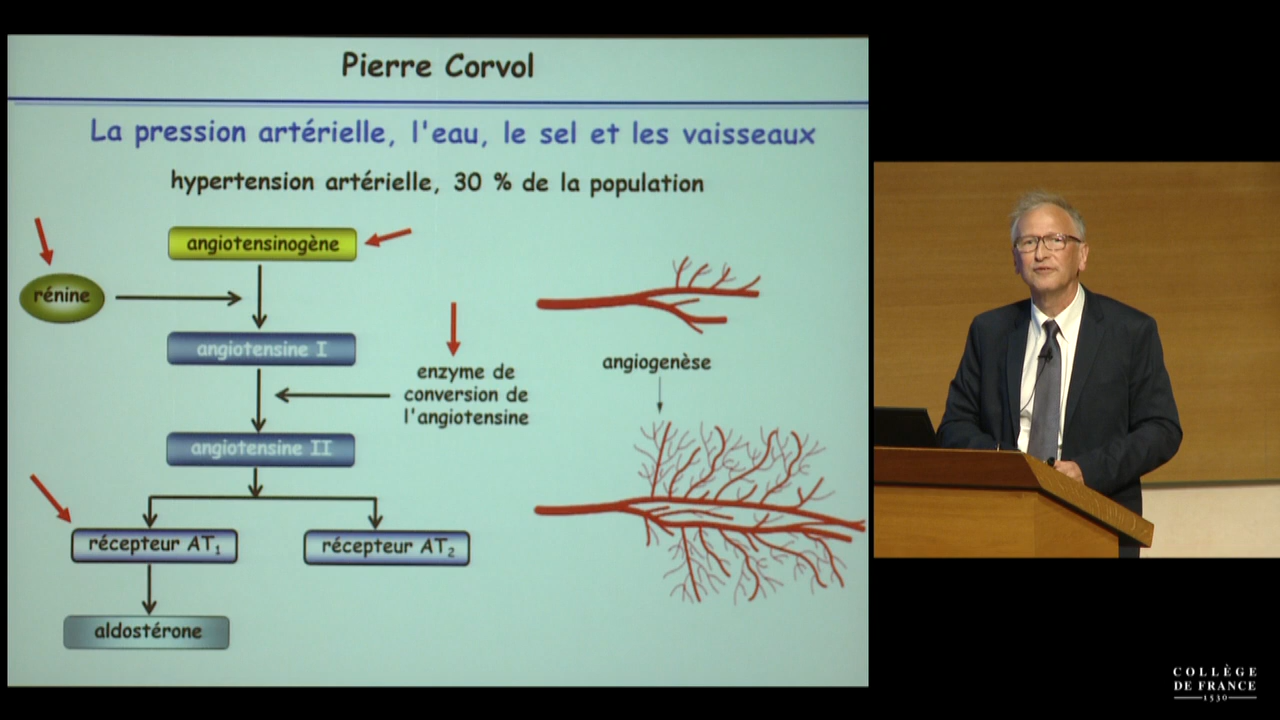 Pierre Corvol
La pression artérielle, l'eau, le sel et les vaisseaux
hypertension artérielle, 30 % de la population
angiotensinogène
rénine
angiotensine I
enzyme de
conversion de
l'angiotensine
angiotensine II
récepteur AT₁
récepteur AT₂
aldostérone
angiogenèse
COLLÈGE
DE FRANCE
1530